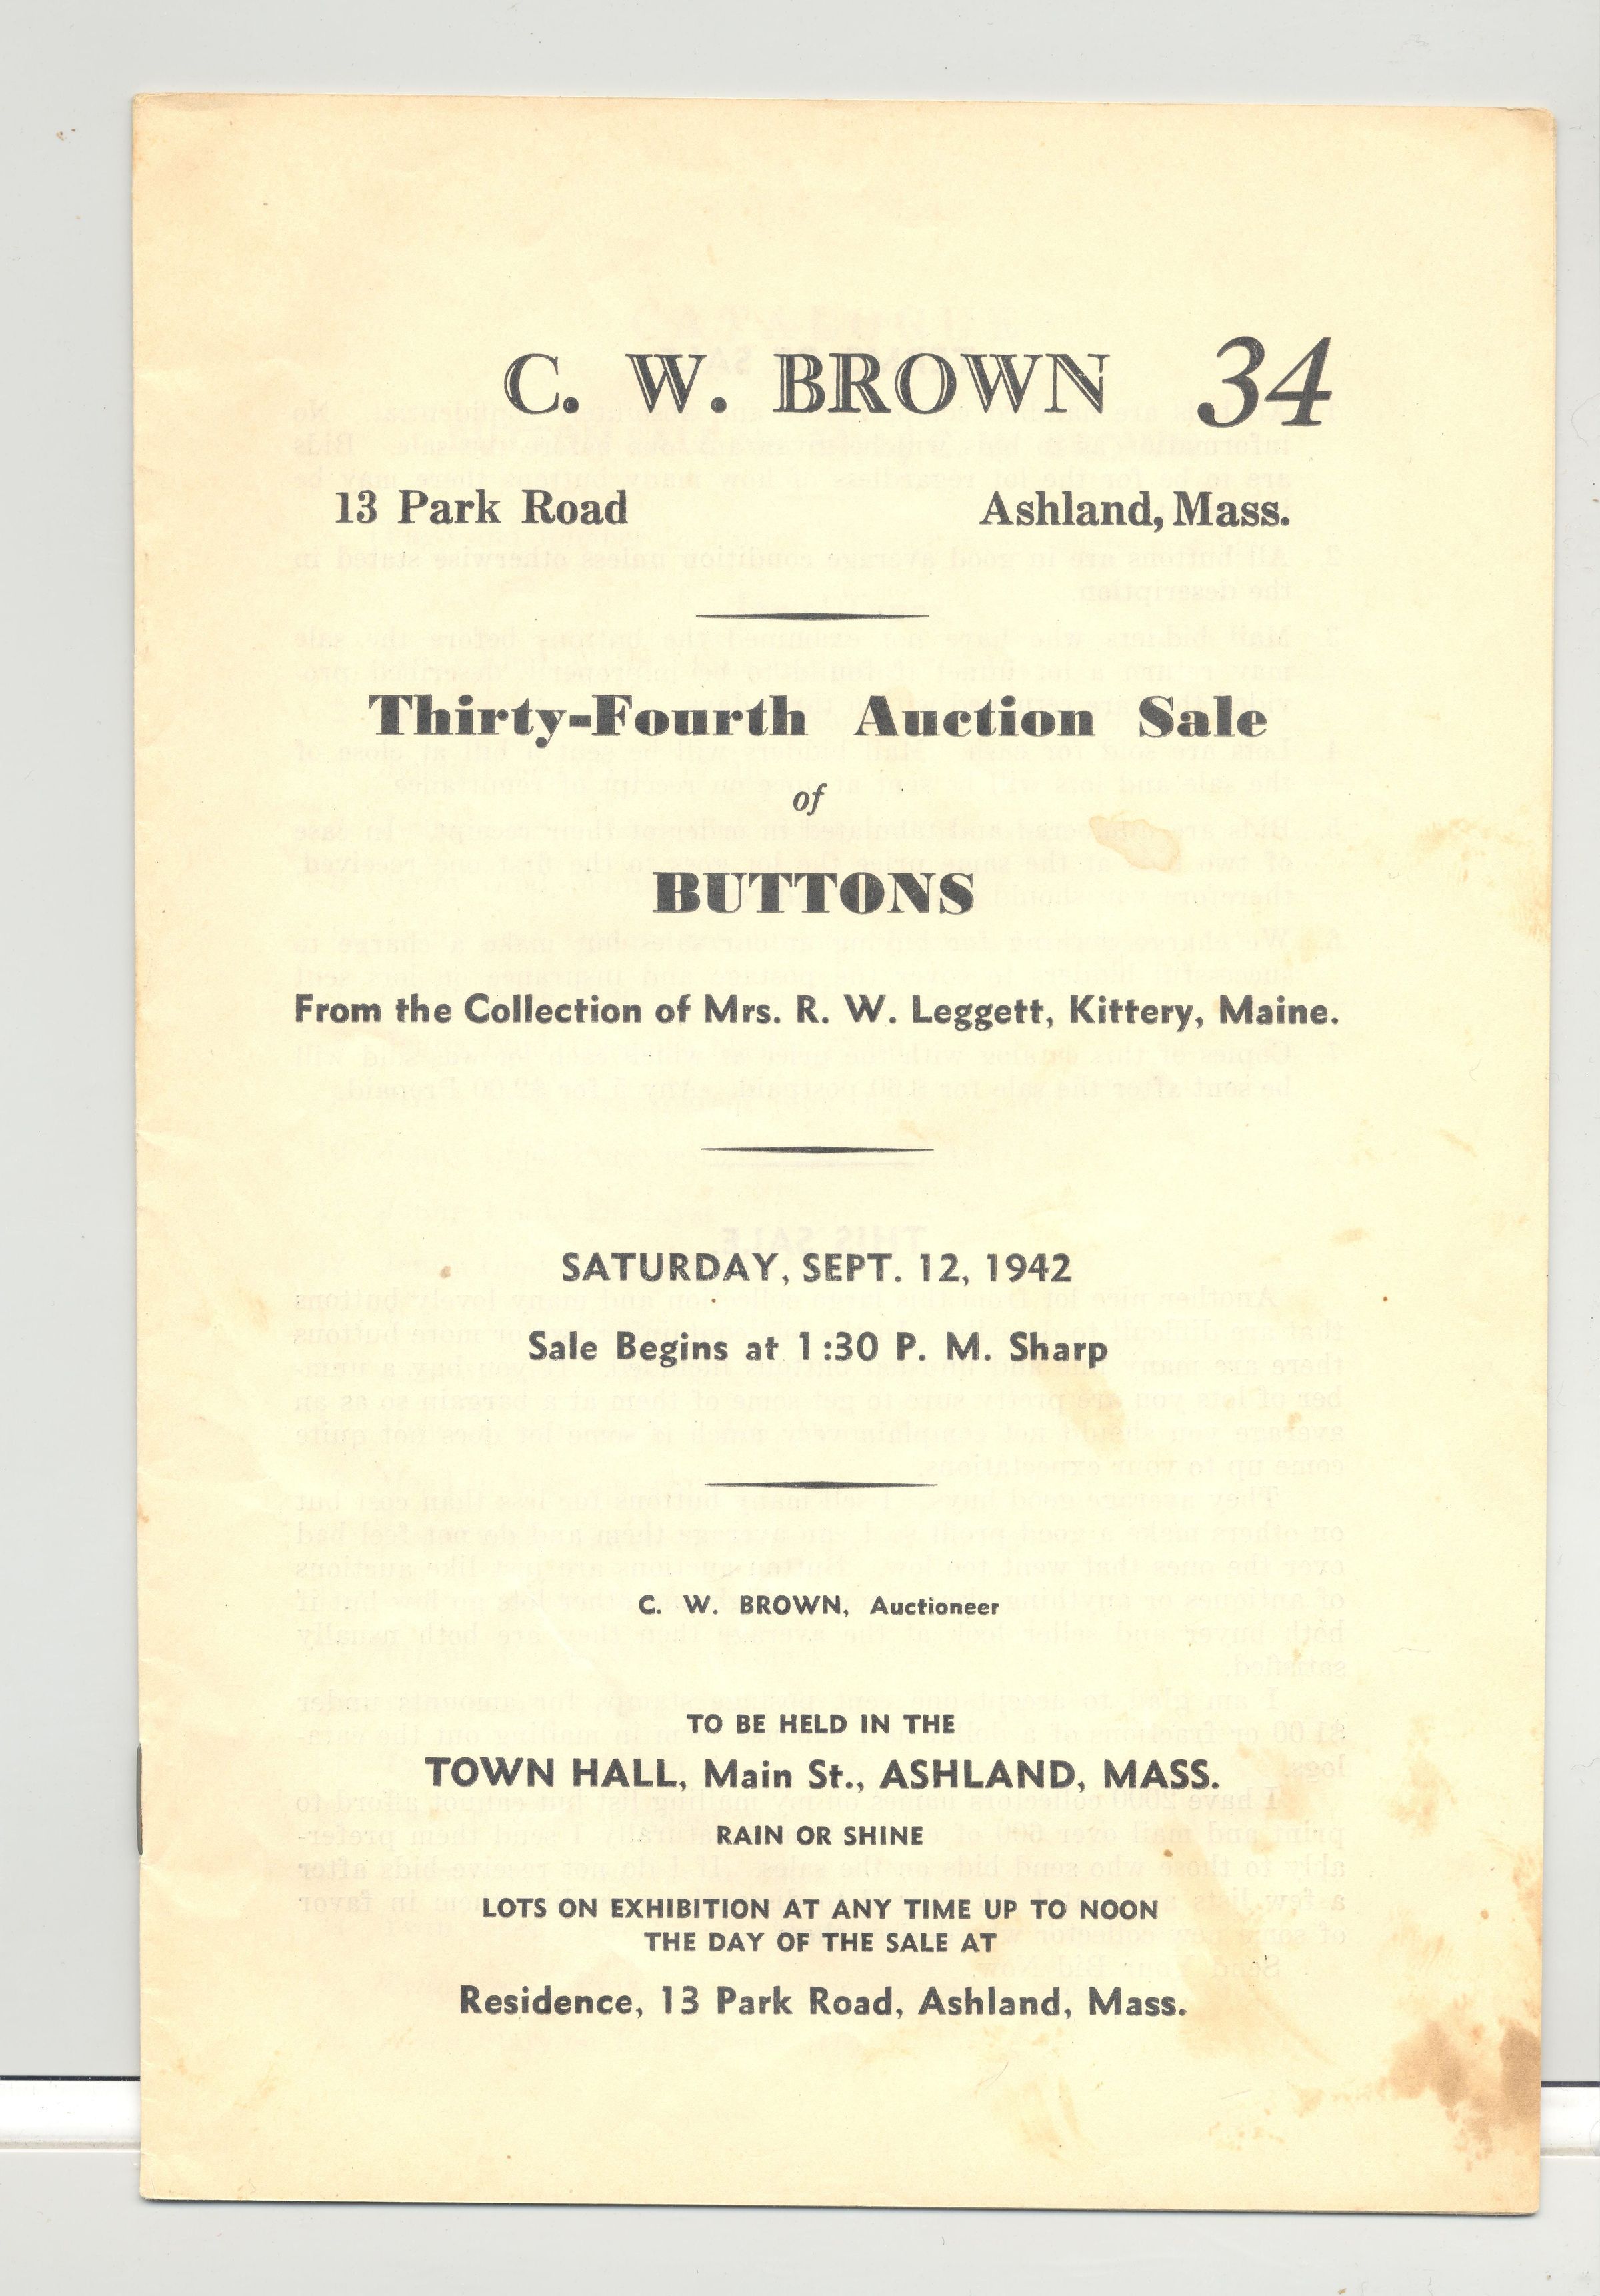 C. W. BROWN 34
13 Park Road Ashland, Mass.
Thirty-Fourth Auction Sale
of
BUTTONS
From the Collection of Mrs. R. W. Leggett, Kittery, Maine.
SATURDAY, SEPT. 12, 1942
Sale Begins at 1:30 P. M. Sharp
C. W. BROWN, Auctioneer
TO BE HELD IN THE
TOWN HALL, Main St., ASHLAND, MASS.
RAIN OR SHINE
LOTS ON EXHIBITION AT ANY TIME UP TO NOON
THE DAY OF THE SALE AT
Residence, 13 Park Road, Ashland, Mass.